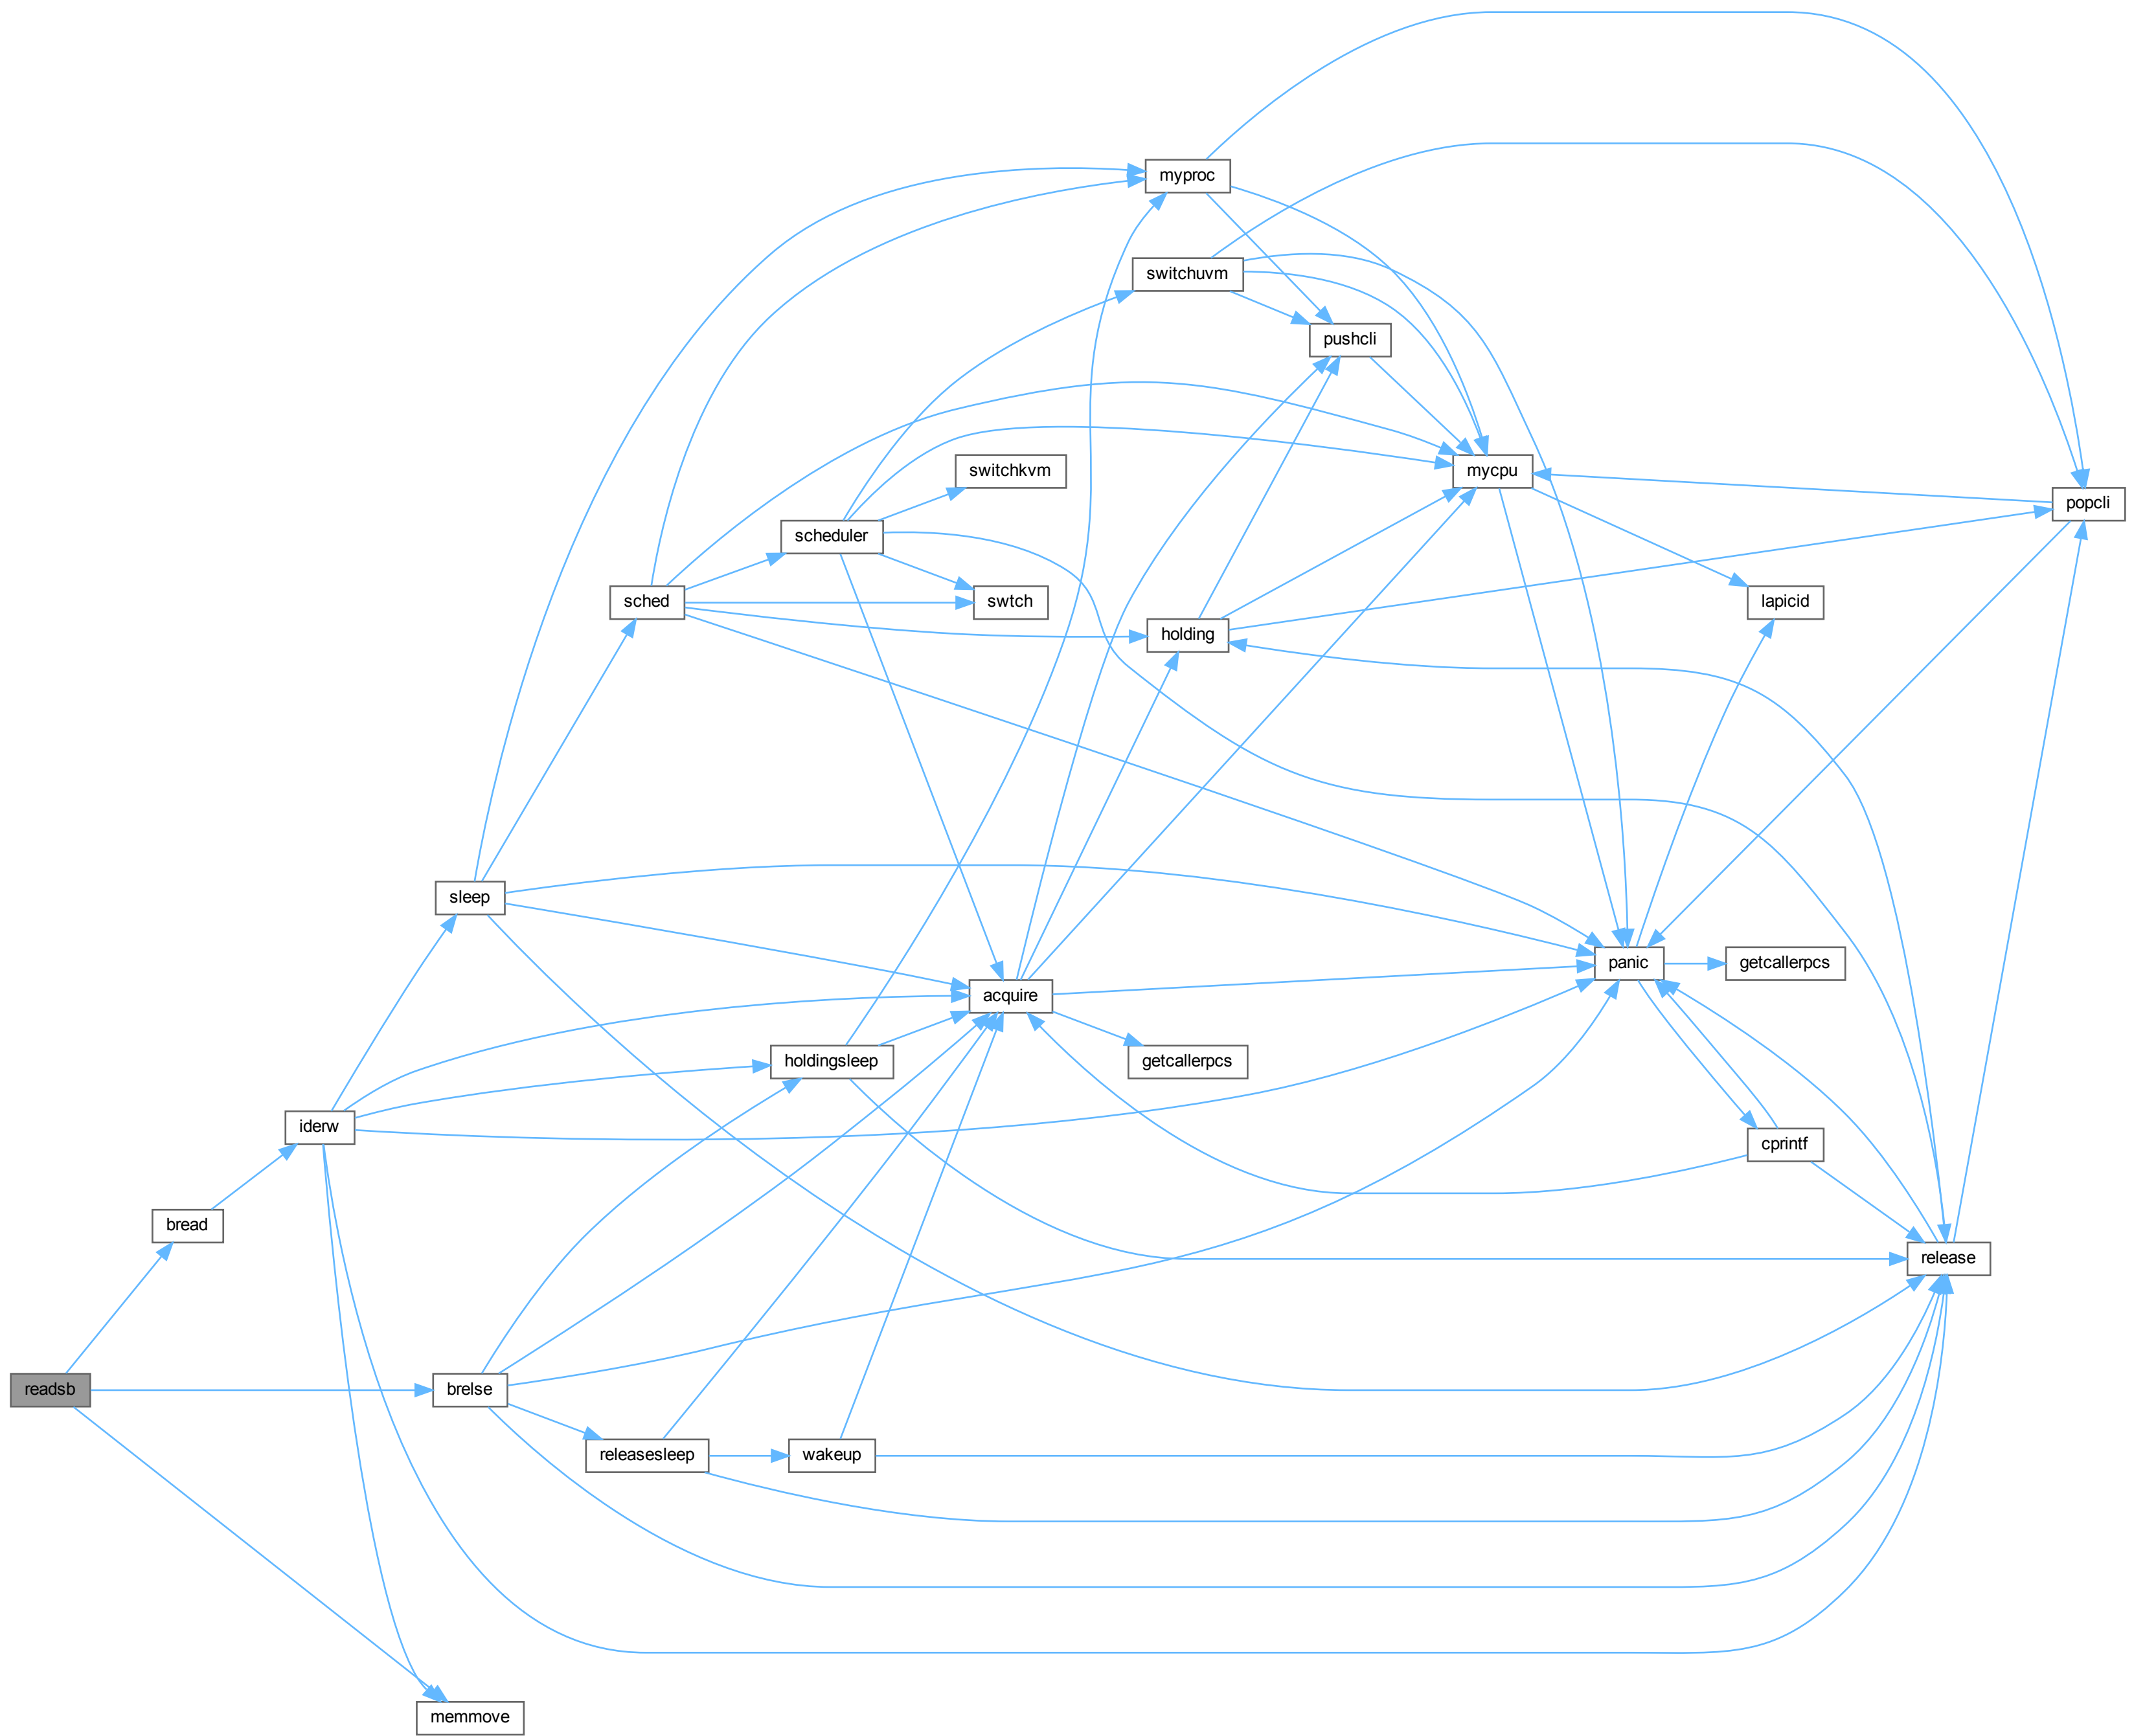 myproc
switchuvm
pushcli
switchkvm
mycpu
popcli
scheduler
sched
swtch
lapicid
holding
sleep
panic
getcallerpcs
acquire
holdingsleep
getcallerpcs
iderw
cprintf
bread
release
readsb
brelse
releasesleep
wakeup
memmove